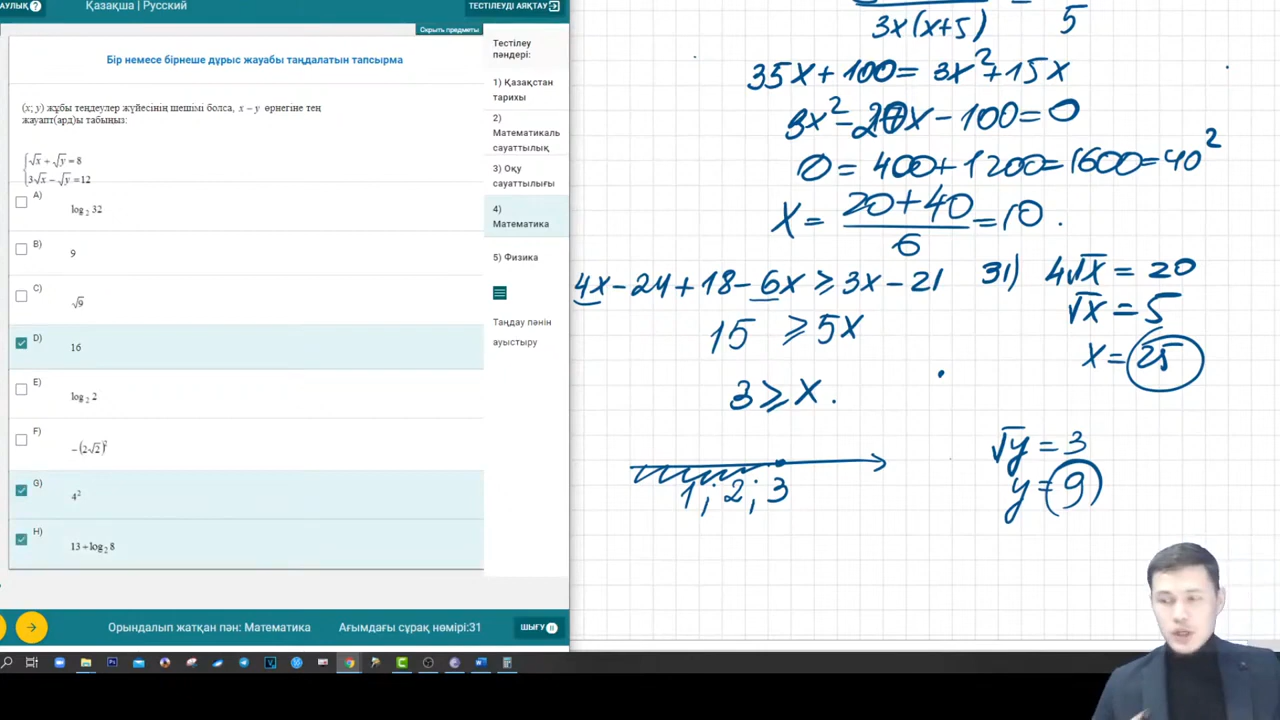 АУЛЫҚ ?
Қазақша | Русский
ТЕСТІЛЕУДІ АЯҚТАУ
Скрыть предметы
Бір немесе бірнеше дұрыс жауабы таңдалатын тапсырма
(x; y) жұбы теңдеулер жүйесінің шешімі болса, x – y өрнегіне тең
жауапт(ард)ы табыңыз:
√x + √y = 8
3√x − √y = 12
A)
log₂ 32
B)
9
C)
√9
D)
16
E)
log₂ 2
F)
−(2√2)²
G)
4²
H)
13 + log₂ 8
Тестілеу
пәндері:
1) Қазақстан
тарихы
2)
Математикаль
сауаттылық
3) Оқу
сауаттылығы
4)
Математика
5) Физика
Таңдау пәнін
ауыстыру
Орындалып жатқан пән: Математика
Ағымдағы сұрақ нөмірі:31
ШЫҒУ
3x(x+5)
=
5
35x + 100 = 3x² + 15x
3x² − 20x − 100 = 0
D = 400 + 1200 = 1600 = 40²
x = (20 + 40)/6 = 10.
4x − 24 + 18 − 6x ≥ 3x − 21
15 ≥ 5x
3 ≥ x.
1; 2; 3
31) 4√x = 20
√x = 5
x = 25
√y = 3
y = 9